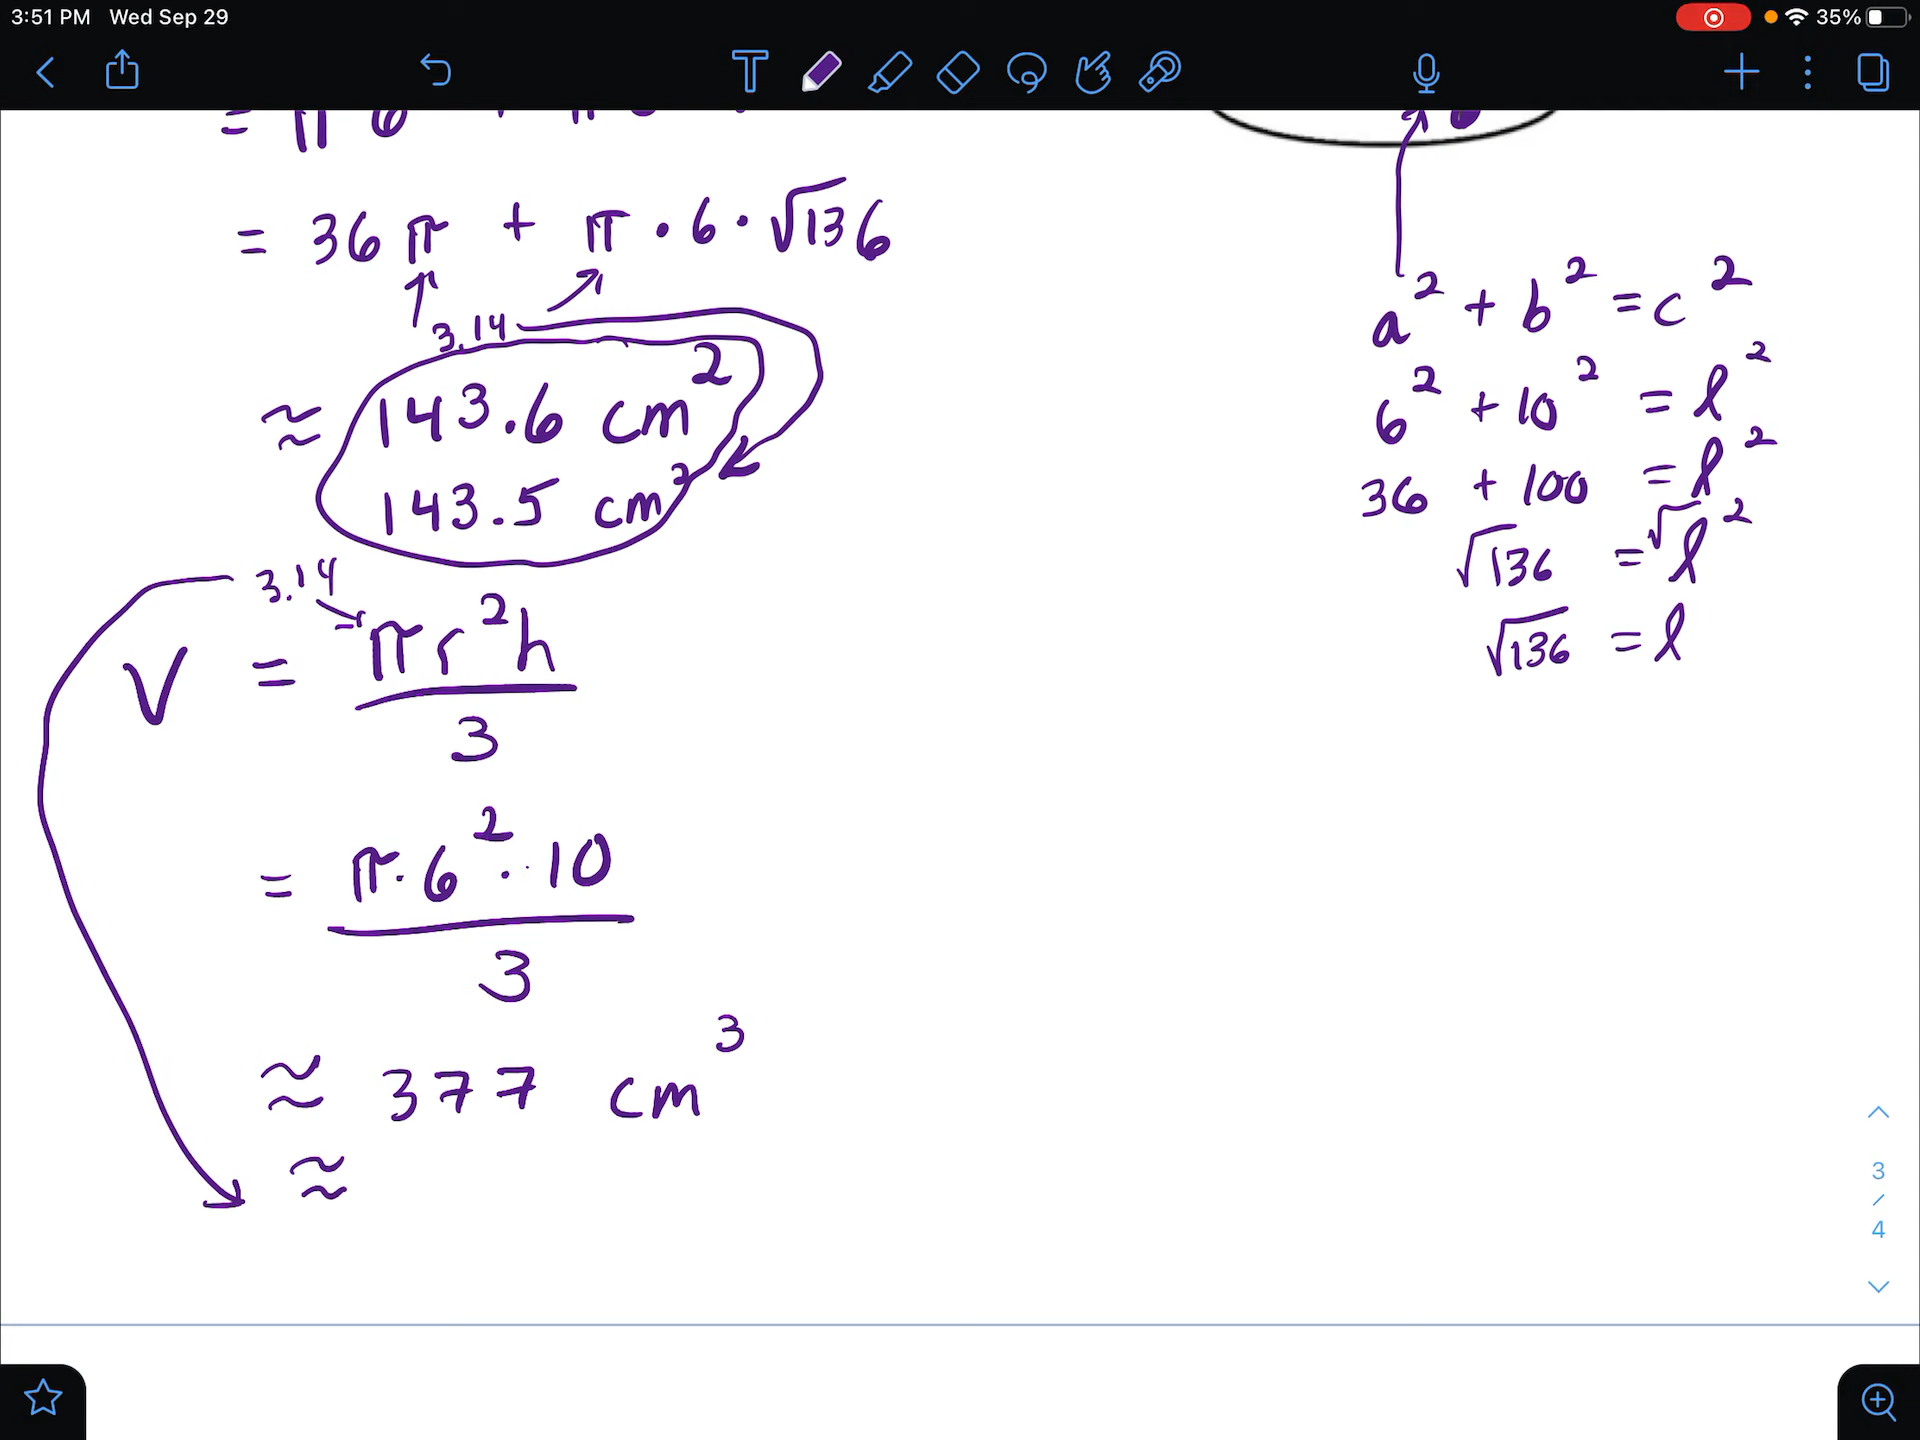 3:51 PM Wed Sep 29
35%
T
= 36π + π · 6 · √136
3.14
≈ 143.6 cm²
143.5 cm²
3.14
V = πr²h
3
= π · 6² · 10
3
≈ 377 cm³
≈
a² + b² = c²
6² + 10² = l²
36 + 100 = l²
√136 = √l²
√136 = l
3
/
4